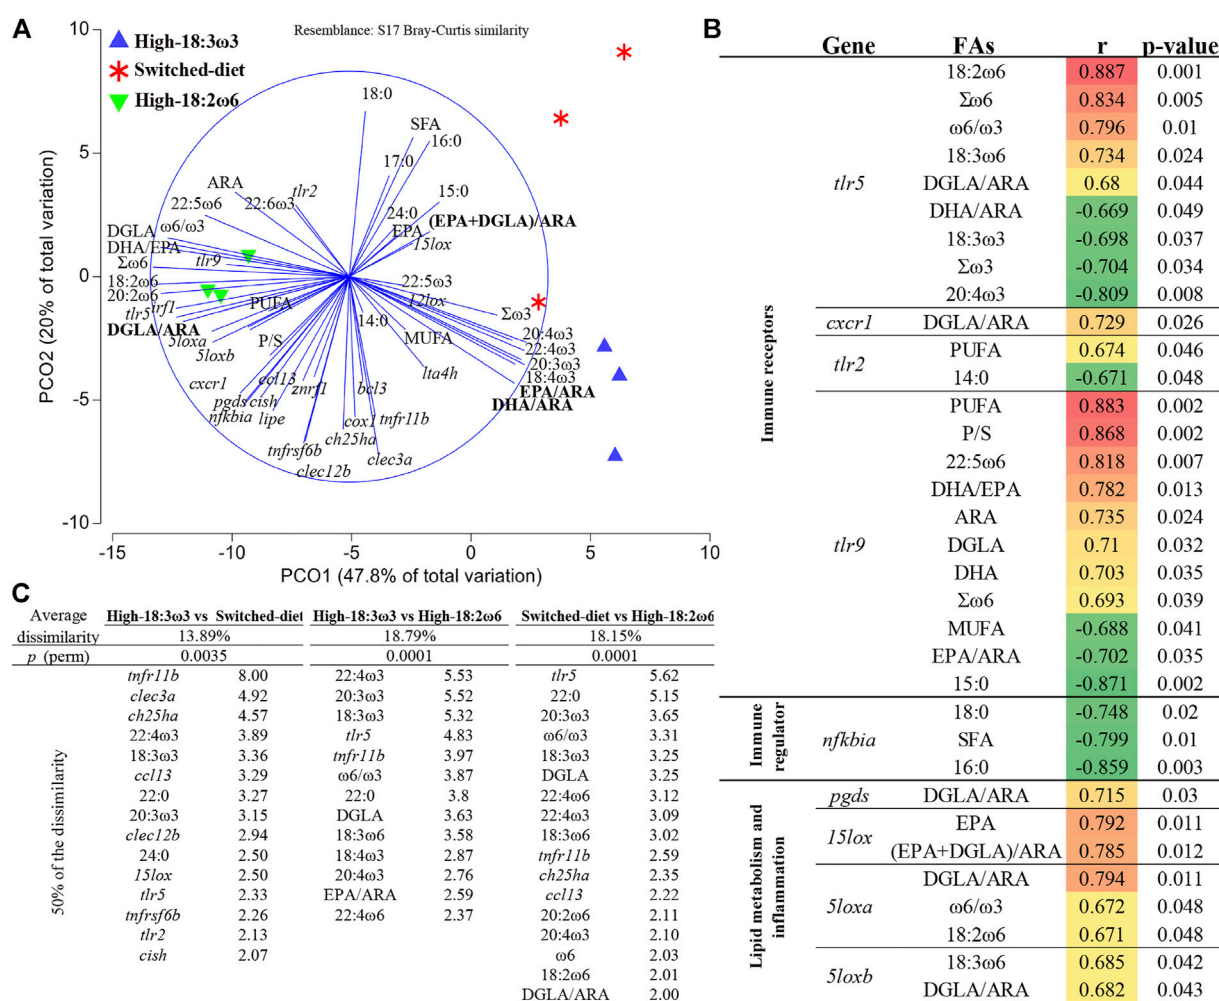 A
Resemblance: S17 Bray-Curtis similarity
High-18:3ω3
Switched-diet
High-18:2ω6
PCO2 (20% of total variation)
10
5
0
-5
-10
-15
-10
-5
0
5
10
PCO1 (47.8% of total variation)
18:0
SFA
16:0
17:0
ARA
tlr2
15:0
22:5ω6
22:6ω3
24:0
(EPA+DGLA)/ARA
DGLA
ω6/ω3
EPA
15lox
DHA/EPA
tlr9
Σω6
18:2ω6
22:5ω3
20:2ω6
12lox
tlr5
irf1
PUFA
Σω3
14:0
DGLA/ARA
20:4ω3
5loxa
P/S
MUFA
22:4ω3
5loxb
20:3ω3
lta4h
18:4ω3
cxcr1
ccl13
znrf1
bcl3
EPA/ARA
pgds
cish
DHA/ARA
nfkbia
lipe
cox1
tnfr11b
ch25ha
tnfrsf6b
clec3a
clec12b
B
Gene FAs r p-value
Immune receptors
tlr5
18:2ω6 0.887 0.001
Σω6 0.834 0.005
ω6/ω3 0.796 0.01
18:3ω6 0.734 0.024
DGLA/ARA 0.68 0.044
DHA/ARA -0.669 0.049
18:3ω3 -0.698 0.037
Σω3 -0.704 0.034
20:4ω3 -0.809 0.008
cxcr1 DGLA/ARA 0.729 0.026
tlr2
PUFA 0.674 0.046
14:0 -0.671 0.048
tlr9
PUFA 0.883 0.002
P/S 0.868 0.002
22:5ω6 0.818 0.007
DHA/EPA 0.782 0.013
ARA 0.735 0.024
DGLA 0.71 0.032
DHA 0.703 0.035
Σω6 0.693 0.039
MUFA -0.688 0.041
EPA/ARA -0.702 0.035
15:0 -0.871 0.002
Immune
regulator
nfkbia
18:0 -0.748 0.02
SFA -0.799 0.01
16:0 -0.859 0.003
Lipid metabolism and
inflammation
pgds DGLA/ARA 0.715 0.03
15lox
EPA 0.792 0.011
(EPA+DGLA)/ARA 0.785 0.012
5loxa
DGLA/ARA 0.794 0.011
ω6/ω3 0.672 0.048
18:2ω6 0.671 0.048
5loxb
18:3ω6 0.685 0.042
DGLA/ARA 0.682 0.043
C
Average High-18:3ω3 vs Switched-diet High-18:3ω3 vs High-18:2ω6 Switched-diet vs High-18:2ω6
dissimilarity 13.89% 18.79% 18.15%
p (perm) 0.0035 0.0001 0.0001
50% of the dissimilarity
tnfr11b 8.00 22:4ω3 5.53 tlr5 5.62
clec3a 4.92 20:3ω3 5.52 22:0 5.15
ch25ha 4.57 18:3ω3 5.32 20:3ω3 3.65
22:4ω3 3.89 tlr5 4.83 ω6/ω3 3.31
18:3ω3 3.36 tnfr11b 3.97 18:3ω3 3.25
ccl13 3.29 ω6/ω3 3.87 DGLA 3.25
22:0 3.27 22:0 3.8 22:4ω6 3.12
20:3ω3 3.15 DGLA 3.63 22:4ω3 3.09
clec12b 2.94 18:3ω6 3.58 18:3ω6 3.02
24:0 2.50 18:4ω3 2.87 tnfr11b 2.59
15lox 2.50 20:4ω3 2.76 ch25ha 2.35
tlr5 2.33 EPA/ARA 2.59 ccl13 2.22
tnfrsf6b 2.26 22:4ω6 2.37 20:2ω6 2.11
tlr2 2.13 20:4ω3 2.10
cish 2.07 ω6 2.03
18:2ω6 2.01
DGLA/ARA 2.00